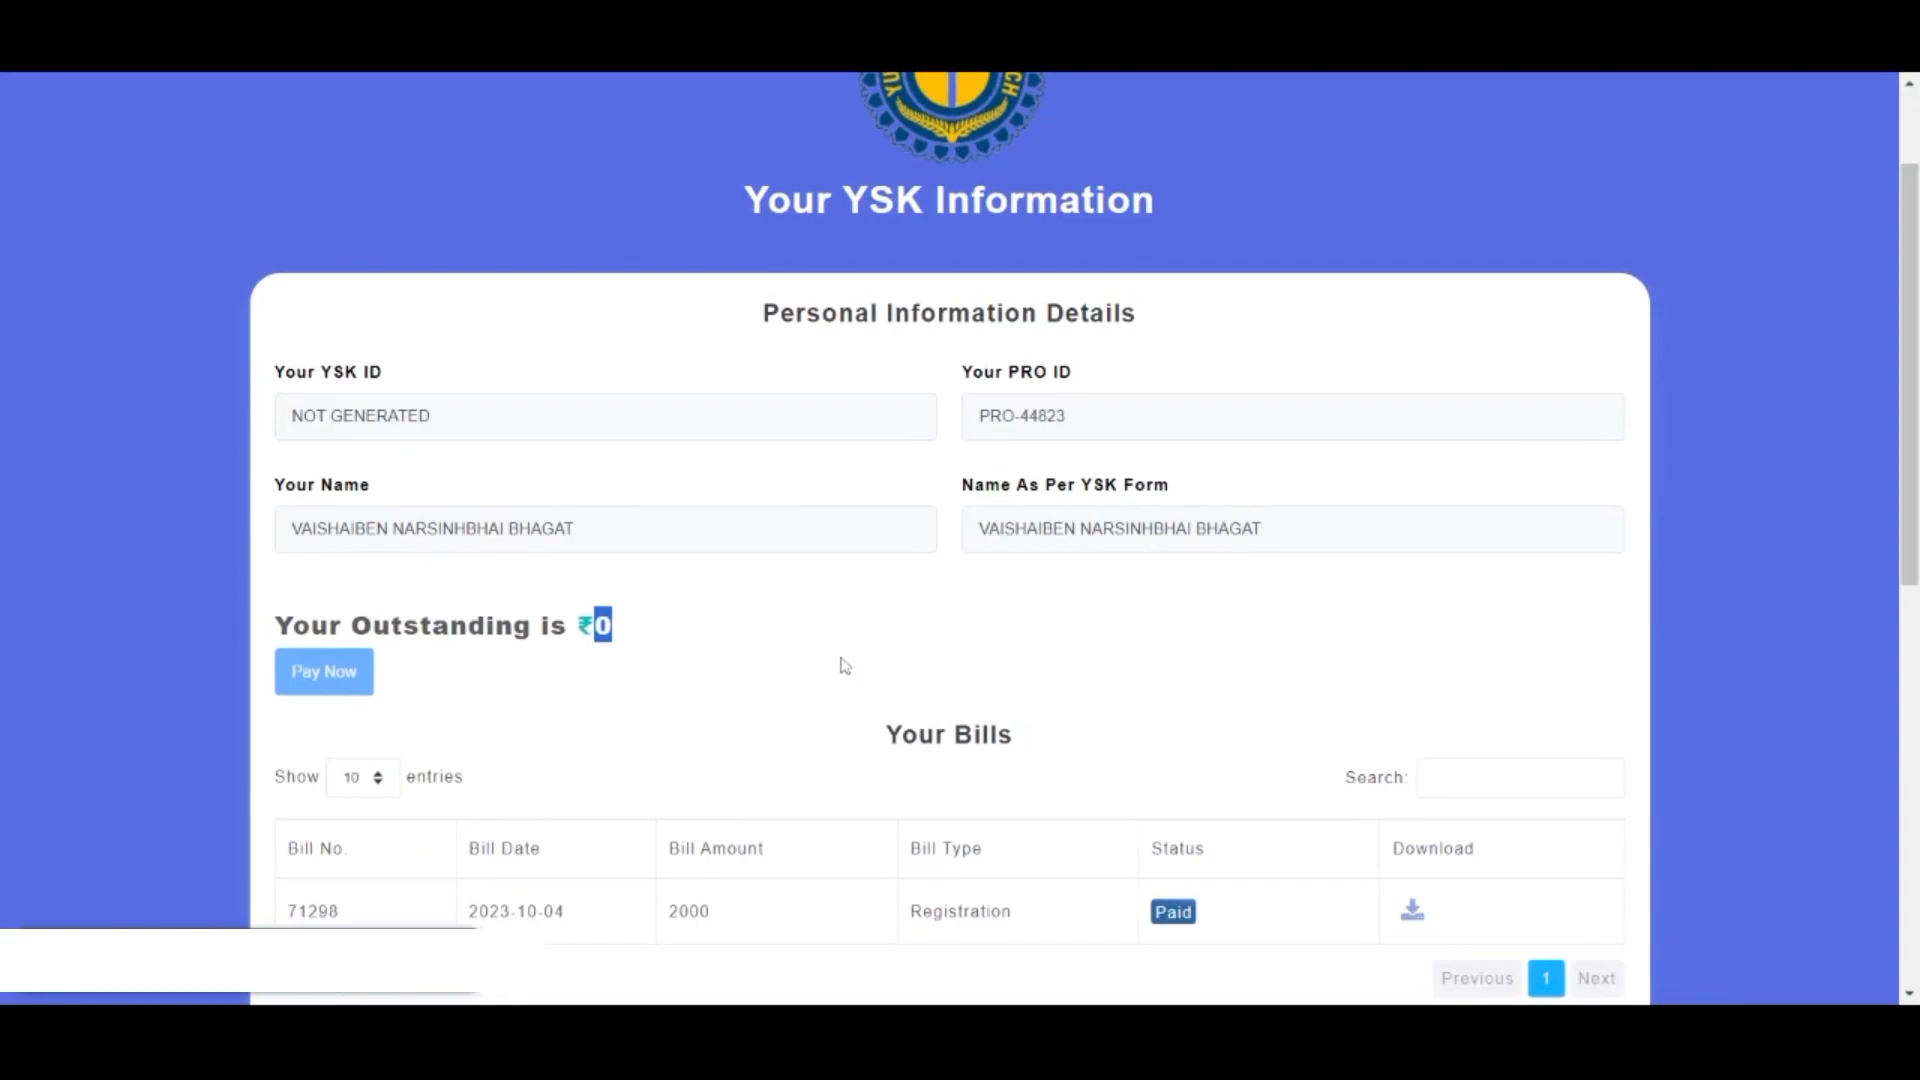 Your YSK Information
Personal Information Details
Your YSK ID
Your PRO ID
NOT GENERATED
PRO-44823
Your Name
Name As Per YSK Form
VAISHAIBEN NARSINHBHAI BHAGAT
VAISHAIBEN NARSINHBHAI BHAGAT
Your Outstanding is ₹0
Pay Now
Your Bills
Show 10 entries
Search:
Bill No. Bill Date Bill Amount Bill Type Status Download
71298 2023-10-04 2000 Registration Paid
Previous 1 Next